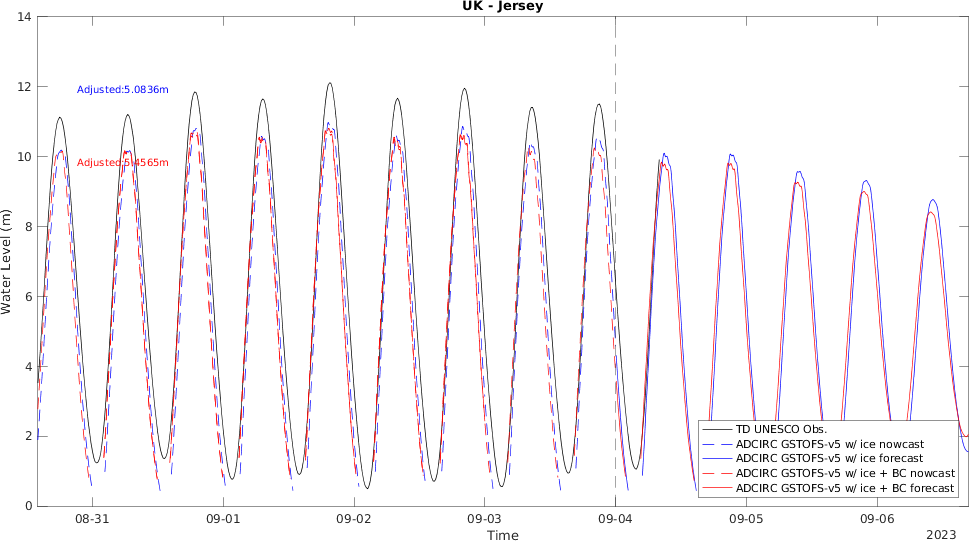 UK - Jersey
14
12
10
8
6
4
2
0
Water Level (m)
Adjusted:5.0836m
Adjusted:5.4565m
TD UNESCO Obs.
ADCIRC GSTOFS-v5 w/ ice nowcast
ADCIRC GSTOFS-v5 w/ ice forecast
ADCIRC GSTOFS-v5 w/ ice + BC nowcast
ADCIRC GSTOFS-v5 w/ ice + BC forecast
08-31 09-01 09-02 09-03 09-04 09-05 09-06
Time
2023